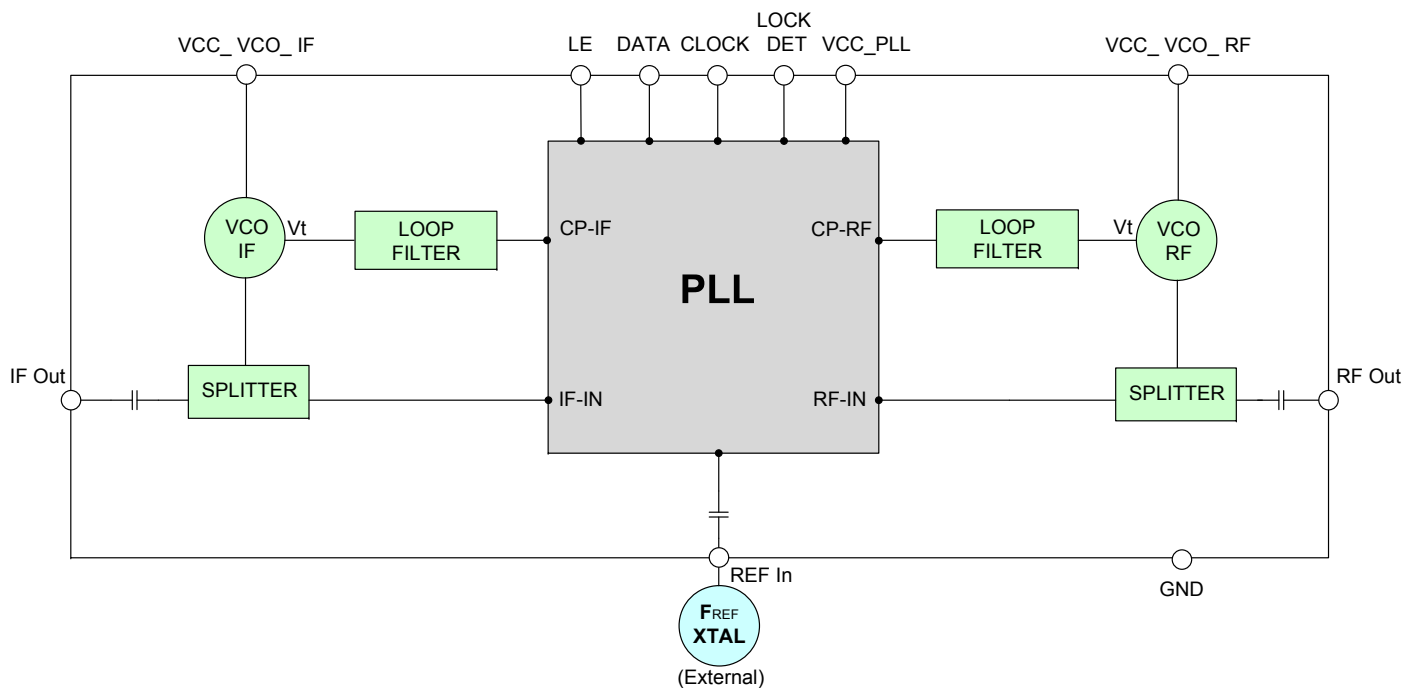 VCC_ VCO_ IF
LE
DATA
CLOCK
LOCK
DET
VCC_PLL
VCC_ VCO_ RF
VCO
IF
Vt
LOOP
FILTER
CP-IF
CP-RF
LOOP
FILTER
Vt
VCO
RF
PLL
IF Out
SPLITTER
IF-IN
RF-IN
SPLITTER
RF Out
REF In
GND
FREF
XTAL
(External)